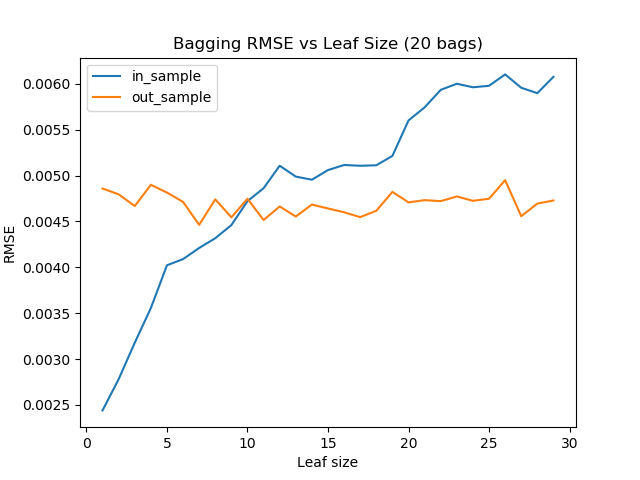 Bagging RMSE vs Leaf Size (20 bags)
in_sample
out_sample
0.0060
0.0055
0.0050
0.0045
0.0040
0.0035
0.0030
0.0025
RMSE
0 5 10 15 20 25 30
Leaf size